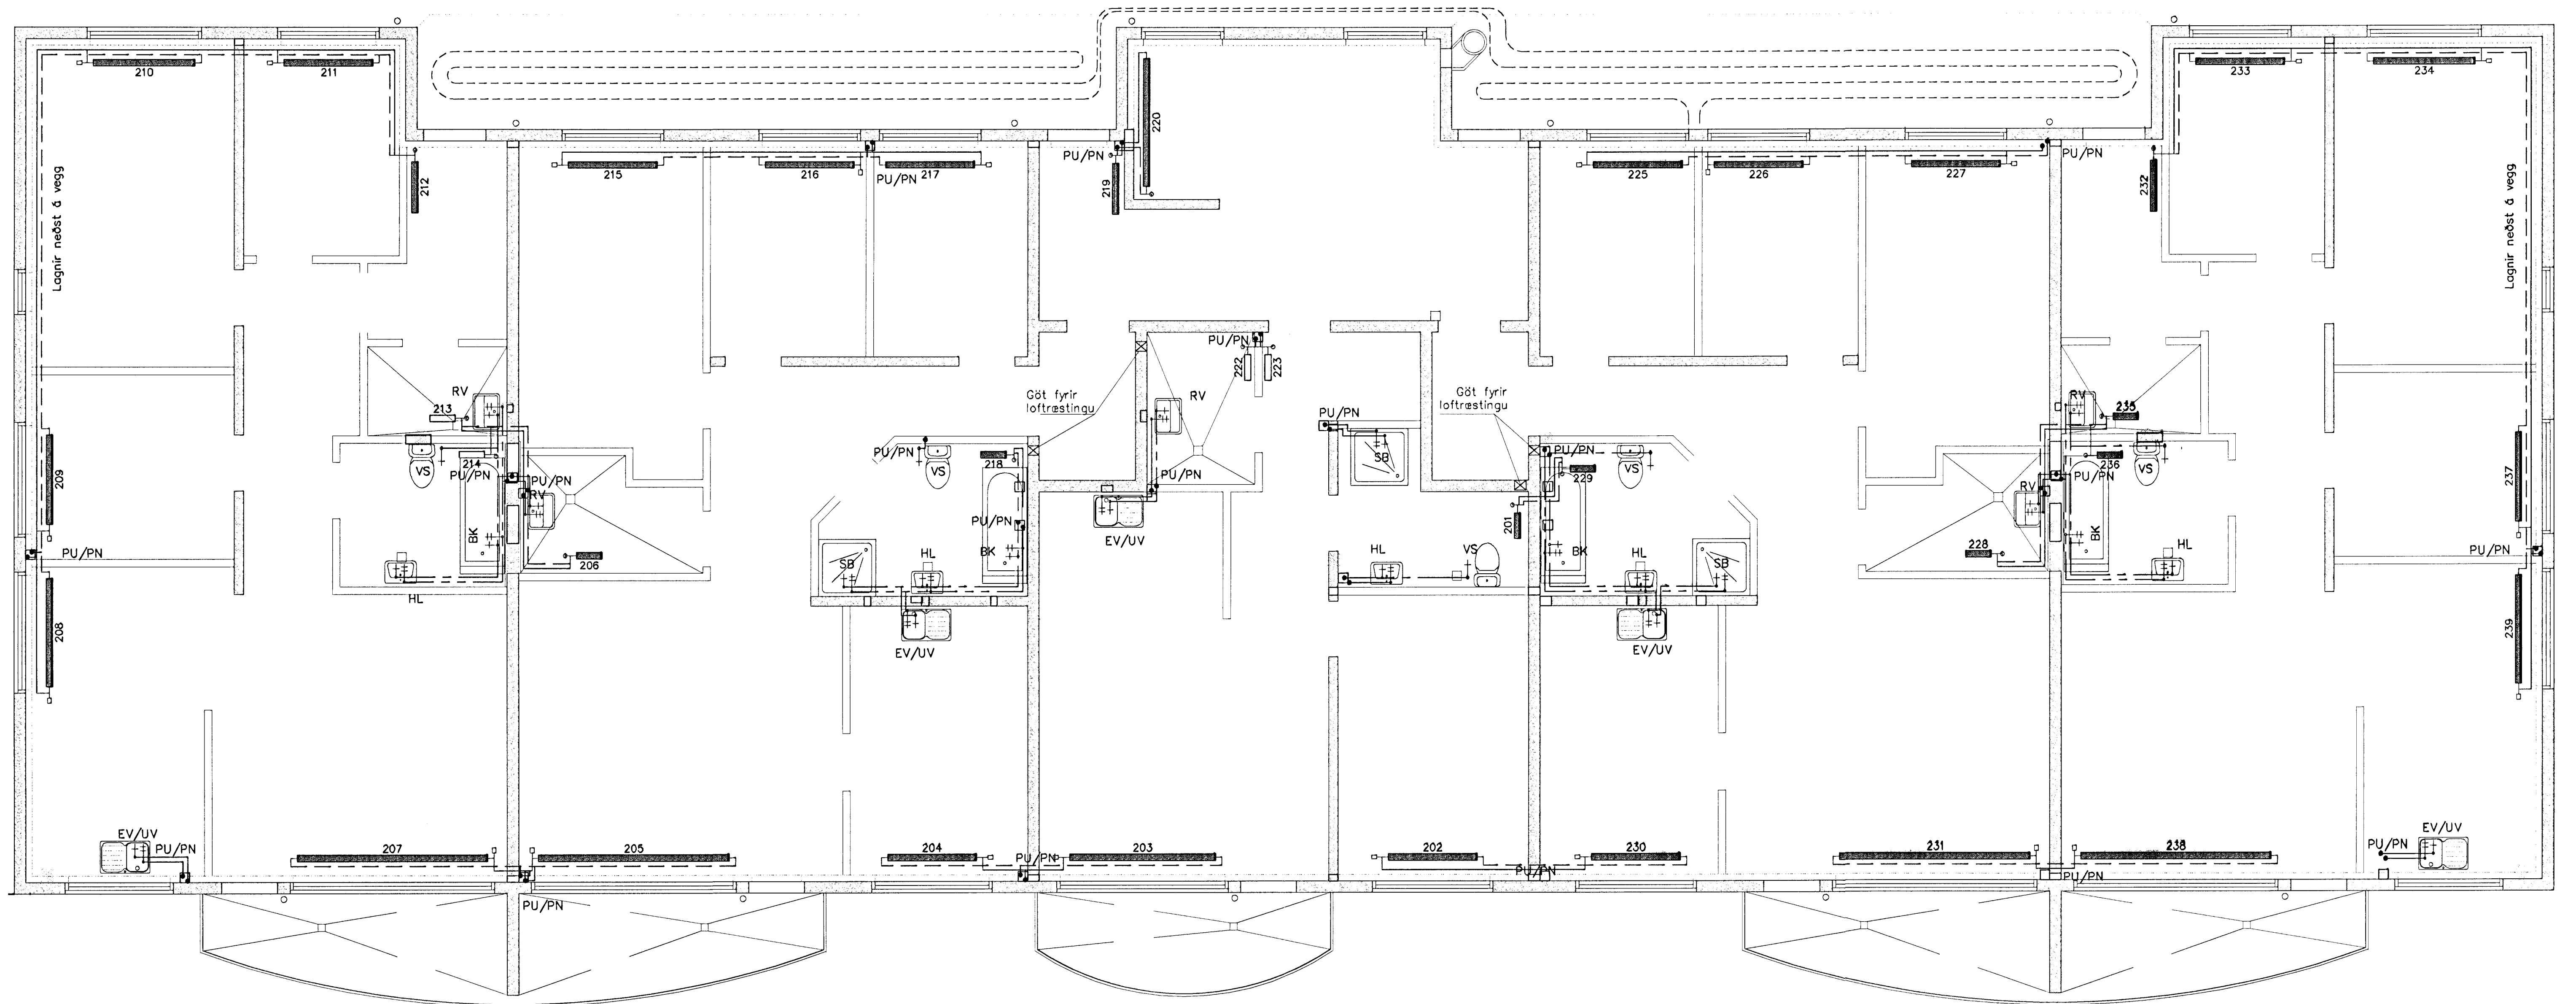 210
211
220
233
234
Lagnir neðst á vegg
212
215
216
PU/PN
217
PU/PN
219
225
226
227
PU/PN
232
Lagnir neðst á vegg
PU/PN
222
223
Göt fyrir
loftræstingu
Göt fyrir
loftræstingu
RV
213
RV
PU/PN
RV
235
209
VS
214
PU/PN
PU/PN
RV
PU/PN
VS
218
PU/PN
SB
PU/PN
229
VS
236
VS
PU/PN
RV
237
BK
PU/PN
EV/UV
201
BK
PU/PN
206
SB
HL
BK
HL
VS
BK
HL
SB
228
HL
PU/PN
HL
208
EV/UV
EV/UV
239
EV/UV
PU/PN
207
205
204
PU/PN
203
202
PU/PN
230
231
238
PU/PN
EV/UV
PU/PN
PU/PN